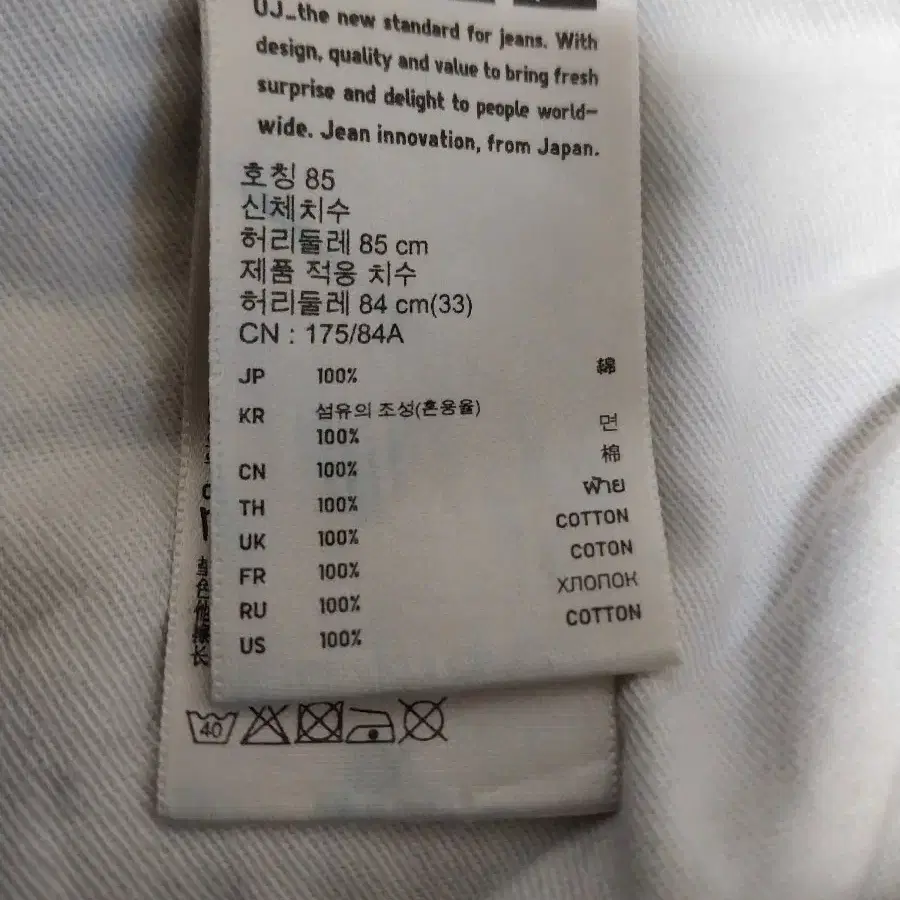 UJ_the new standard for jeans. With
design, quality and value to bring fresh
surprise and delight to people world-
wide. Jean innovation, from Japan.
호칭 85
신체치수
허리둘레 85 cm
제품 적용 치수
허리둘레 84 cm(33)
CN : 175/84A
JP 100% 綿
KR 섬유의 조성(혼용율)
100% 면
CN 100% 棉
TH 100% ฝ้าย
UK 100% COTTON
FR 100% COTON
RU 100% ХЛОПОК
US 100% COTTON
40